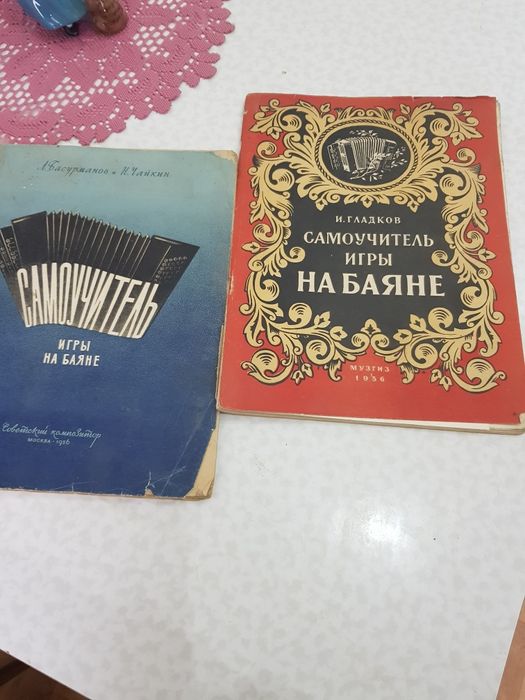 А. Басурманов и Н. Чайкин
САМОУЧИТЕЛЬ
ИГРЫ
НА БАЯНЕ
Советский композитор
МОСКВА - 1956
И. ГЛАДКОВ
САМОУЧИТЕЛЬ
ИГРЫ
НА БАЯНЕ
МУЗГИЗ
1956